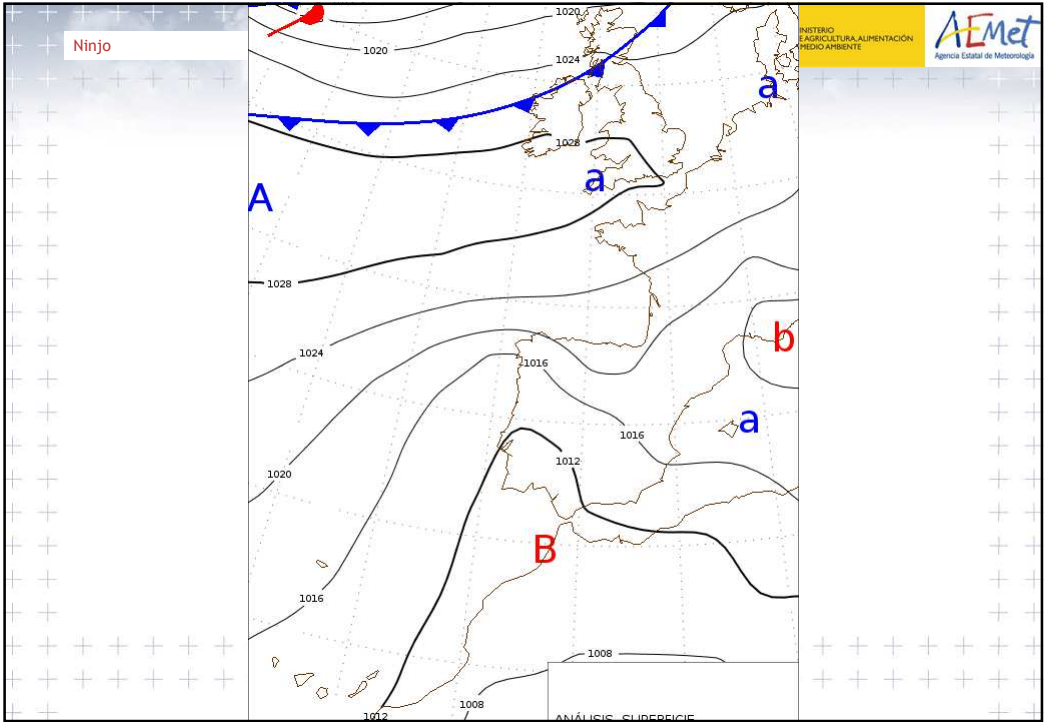 Ninjo
INISTERIO
E AGRICULTURA, ALIMENTACIÓN
MEDIO AMBIENTE
AEMet
Agencia Estatal de Meteorología
1020
1020
1024
a
1028
a
A
1028
b
1024
1016
a
1016
1012
1020
B
1016
1008
1008
1012
ANÁLISIS SUPERFICIE